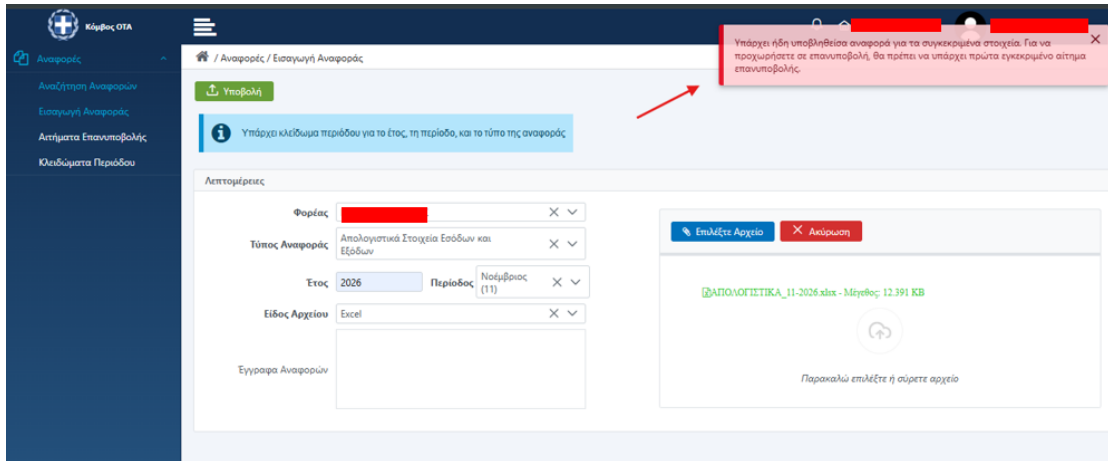 Κόμβος ΟΤΑ
Υπάρχει ήδη υποβληθείσα αναφορά για τα συγκεκριμένα στοιχεία. Για να
προχωρήσετε σε επανυποβολή, θα πρέπει να υπάρχει πρώτα εγκεκριμένο αίτημα
επανυποβολής.
Αναφορές
/ Αναφορές / Εισαγωγή Αναφοράς
Αναζήτηση Αναφορών
Εισαγωγή Αναφοράς
Αιτήματα Επανυποβολής
Κλειδώματα Περιόδου
Υποβολή
Υπάρχει κλείδωμα περιόδου για το έτος, τη περίοδο, και το τύπο της αναφοράς
Λεπτομέρειες
Φορέας
Τύπος Αναφοράς
Απολογιστικά Στοιχεία Εσόδων και
Εξόδων
Έτος 2026 Περίοδος Νοέμβριος
(11)
Είδος Αρχείου Excel
Έγγραφα Αναφορών
Επιλέξτε Αρχείο Ακύρωση
ΑΠΟΛΟΓΙΣΤΙΚΑ_11-2026.xlsx - Μέγεθος: 12.391 KB
Παρακαλώ επιλέξτε ή σύρετε αρχείο